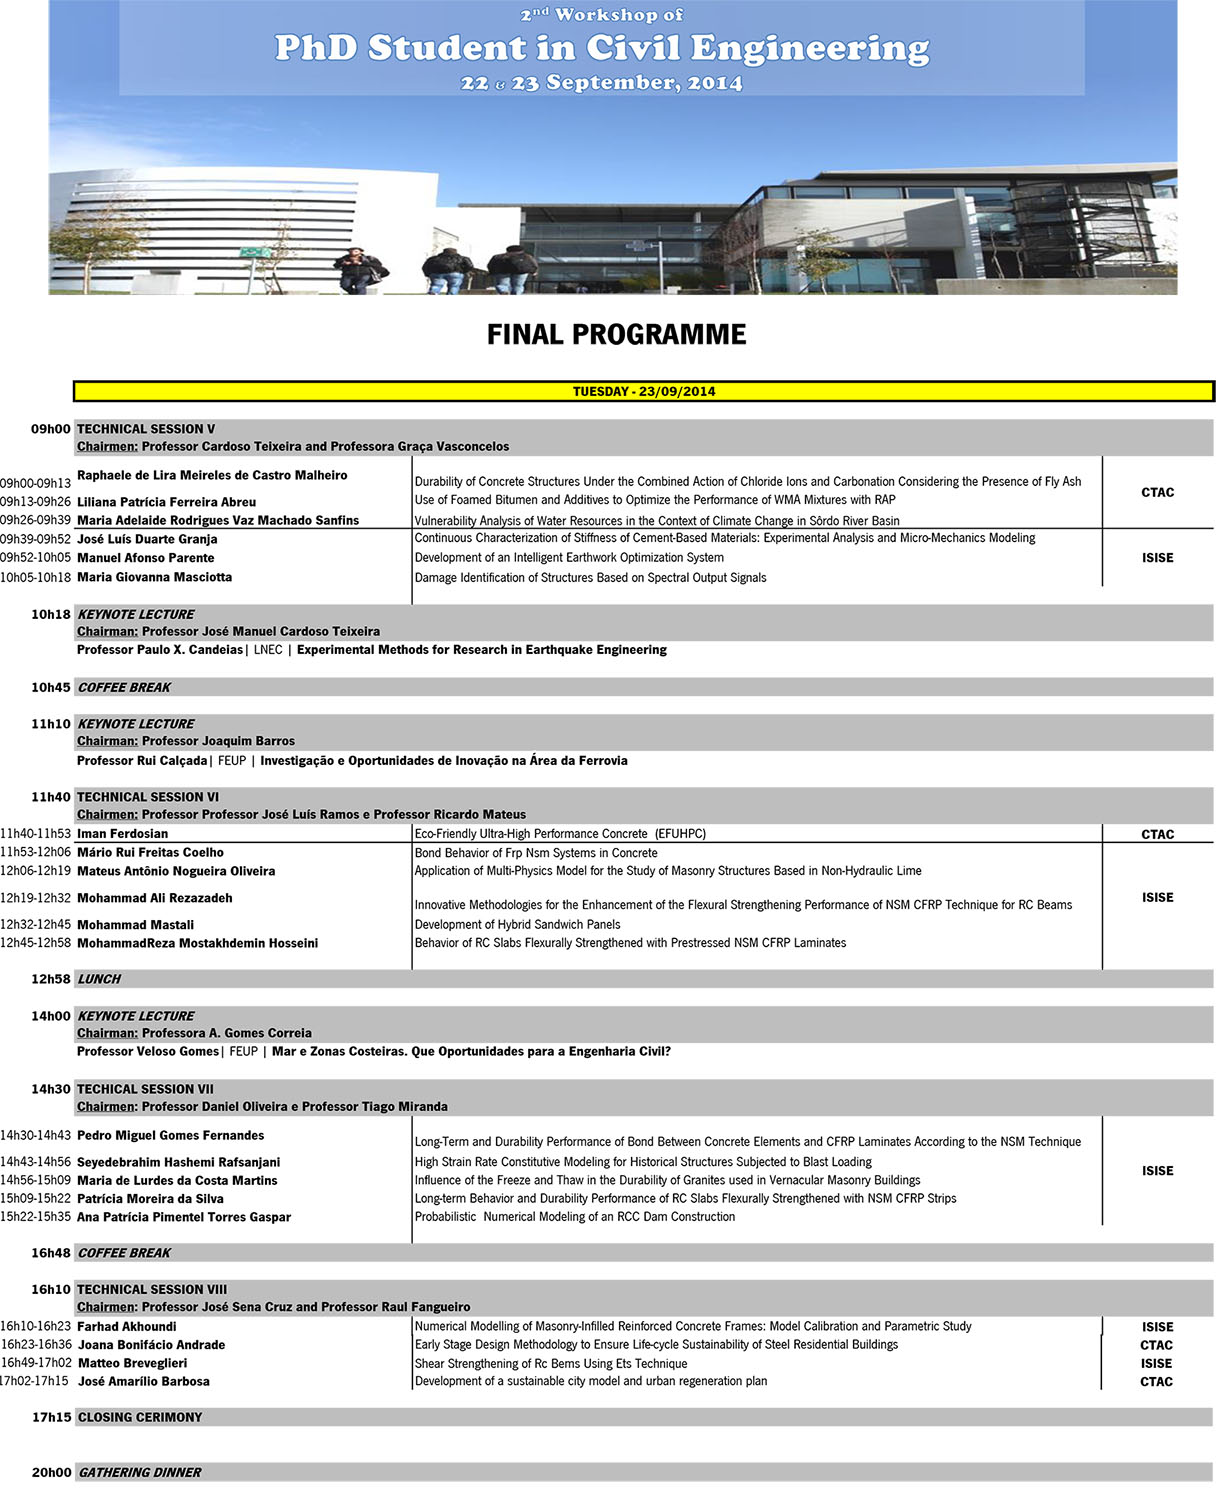 2nd Workshop of
PhD Student in Civil Engineering
22 & 23 September, 2014
FINAL PROGRAMME
TUESDAY - 23/09/2014
09h00 TECHNICAL SESSION V
Chairmen: Professor Cardoso Teixeira and Professora Graça Vasconcelos
09h00-09h13 Raphaele de Lira Meireles de Castro Malheiro Durability of Concrete Structures Under the Combined Action of Chloride Ions and Carbonation Considering the Presence of Fly Ash
CTAC
09h13-09h26 Liliana Patrícia Ferreira Abreu Use of Foamed Bitumen and Additives to Optimize the Performance of WMA Mixtures with RAP
09h26-09h39 Maria Adelaide Rodrigues Vaz Machado Sanfins Vulnerability Analysis of Water Resources in the Context of Climate Change in Sôrdo River Basin
09h39-09h52 José Luís Duarte Granja Continuous Characterization of Stiffness of Cement-Based Materials: Experimental Analysis and Micro-Mechanics Modeling
09h52-10h05 Manuel Afonso Parente Development of an Intelligent Earthwork Optimization System ISISE
10h05-10h18 Maria Giovanna Masciotta Damage Identification of Structures Based on Spectral Output Signals
10h18 KEYNOTE LECTURE
Chairman: Professor José Manuel Cardoso Teixeira
Professor Paulo X. Candeias| LNEC | Experimental Methods for Research in Earthquake Engineering
10h45 COFFEE BREAK
11h10 KEYNOTE LECTURE
Chairman: Professor Joaquim Barros
Professor Rui Calçada| FEUP | Investigação e Oportunidades de Inovação na Área da Ferrovia
11h40 TECHNICAL SESSION VI
Chairmen: Professor Professor José Luís Ramos e Professor Ricardo Mateus
11h40-11h53 Iman Ferdosian Eco-Friendly Ultra-High Performance Concrete (EFUHPC) CTAC
11h53-12h06 Mário Rui Freitas Coelho Bond Behavior of Frp Nsm Systems in Concrete
12h06-12h19 Mateus Antônio Nogueira Oliveira Application of Multi-Physics Model for the Study of Masonry Structures Based in Non-Hydraulic Lime
12h19-12h32 Mohammad Ali Rezazadeh Innovative Methodologies for the Enhancement of the Flexural Strengthening Performance of NSM CFRP Technique for RC Beams ISISE
12h32-12h45 Mohammad Mastali Development of Hybrid Sandwich Panels
12h45-12h58 MohammadReza Mostakhdemin Hosseini Behavior of RC Slabs Flexurally Strengthened with Prestressed NSM CFRP Laminates
12h58 LUNCH
14h00 KEYNOTE LECTURE
Chairman: Professora A. Gomes Correia
Professor Veloso Gomes| FEUP | Mar e Zonas Costeiras. Que Oportunidades para a Engenharia Civil?
14h30 TECHICAL SESSION VII
Chairmen: Professor Daniel Oliveira e Professor Tiago Miranda
14h30-14h43 Pedro Miguel Gomes Fernandes Long-Term and Durability Performance of Bond Between Concrete Elements and CFRP Laminates According to the NSM Technique
14h43-14h56 Seyedebrahim Hashemi Rafsanjani High Strain Rate Constitutive Modeling for Historical Structures Subjected to Blast Loading
ISISE
14h56-15h09 Maria de Lurdes da Costa Martins Influence of the Freeze and Thaw in the Durability of Granites used in Vernacular Masonry Buildings
15h09-15h22 Patrícia Moreira da Silva Long-term Behavior and Durability Performance of RC Slabs Flexurally Strengthened with NSM CFRP Strips
15h22-15h35 Ana Patrícia Pimentel Torres Gaspar Probabilistic Numerical Modeling of an RCC Dam Construction
16h48 COFFEE BREAK
16h10 TECHNICAL SESSION VIII
Chairmen: Professor José Sena Cruz and Professor Raul Fangueiro
16h10-16h23 Farhad Akhoundi Numerical Modelling of Masonry-Infilled Reinforced Concrete Frames: Model Calibration and Parametric Study ISISE
16h23-16h36 Joana Bonifácio Andrade Early Stage Design Methodology to Ensure Life-cycle Sustainability of Steel Residential Buildings CTAC
16h49-17h02 Matteo Breveglieri Shear Strengthening of Rc Bems Using Ets Technique ISISE
17h02-17h15 José Amarílio Barbosa Development of a sustainable city model and urban regeneration plan CTAC
17h15 CLOSING CERIMONY
20h00 GATHERING DINNER